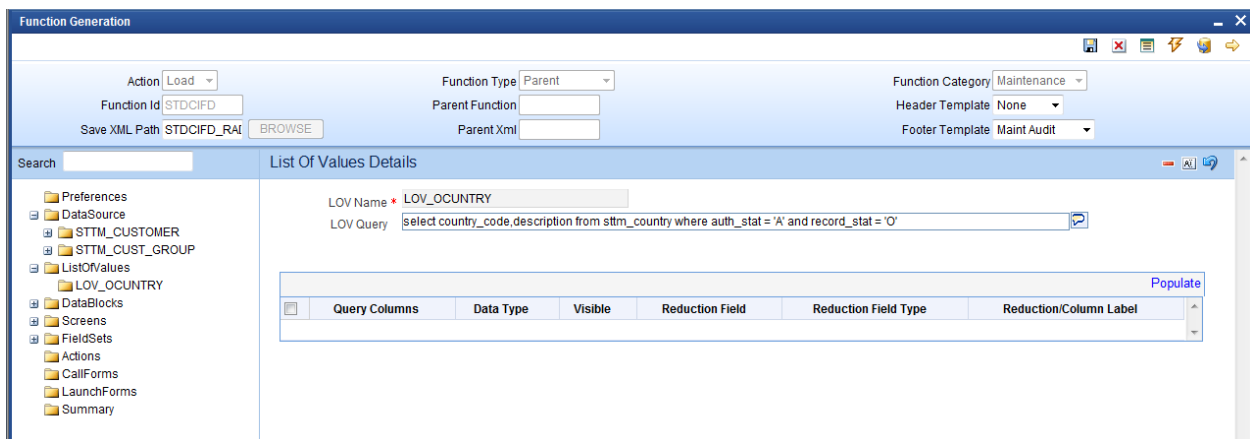 Function Generation
Action Load Function Type Parent Function Category Maintenance
Function Id STDCIFD Parent Function Header Template None
Save XML Path STDCIFD_RAD BROWSE Parent Xml Footer Template Maint Audit
Search List Of Values Details
Preferences
DataSource
STTM_CUSTOMER
STTM_CUST_GROUP
ListOfValues
LOV_OCUNTRY
DataBlocks
Screens
FieldSets
Actions
CallForms
LaunchForms
Summary
LOV Name * LOV_OCUNTRY
LOV Query select country_code,description from sttm_country where auth_stat = 'A' and record_stat = 'O'
Populate
Query Columns Data Type Visible Reduction Field Reduction Field Type Reduction/Column Label